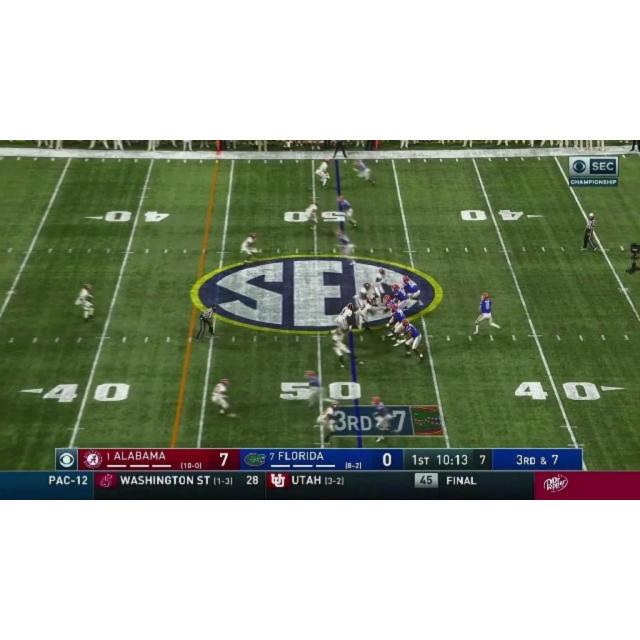 SEC
CHAMPIONSHIP
40 50 40
SEC
40 50 40
3RD & 7
1 ALABAMA (10-0) 7 7 FLORIDA (8-2) 0 1ST 10:13 7 3RD & 7
PAC-12 WASHINGTON ST (1-3) 28 UTAH (3-2) 45 FINAL Dr Pepper